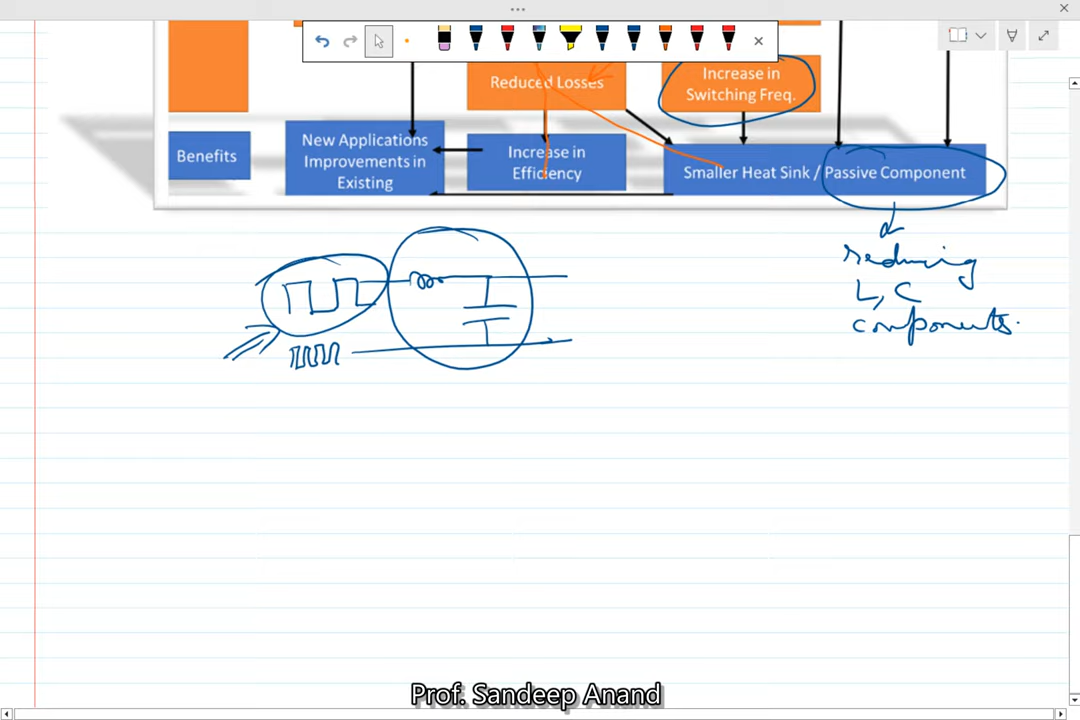 Reduced Losses
Increase in
Switching Freq.
Benefits
New Applications
Improvements in
Existing
Increase in
Efficiency
Smaller Heat Sink / Passive Component
reducing
L, C
components.
Prof. Sandeep Anand